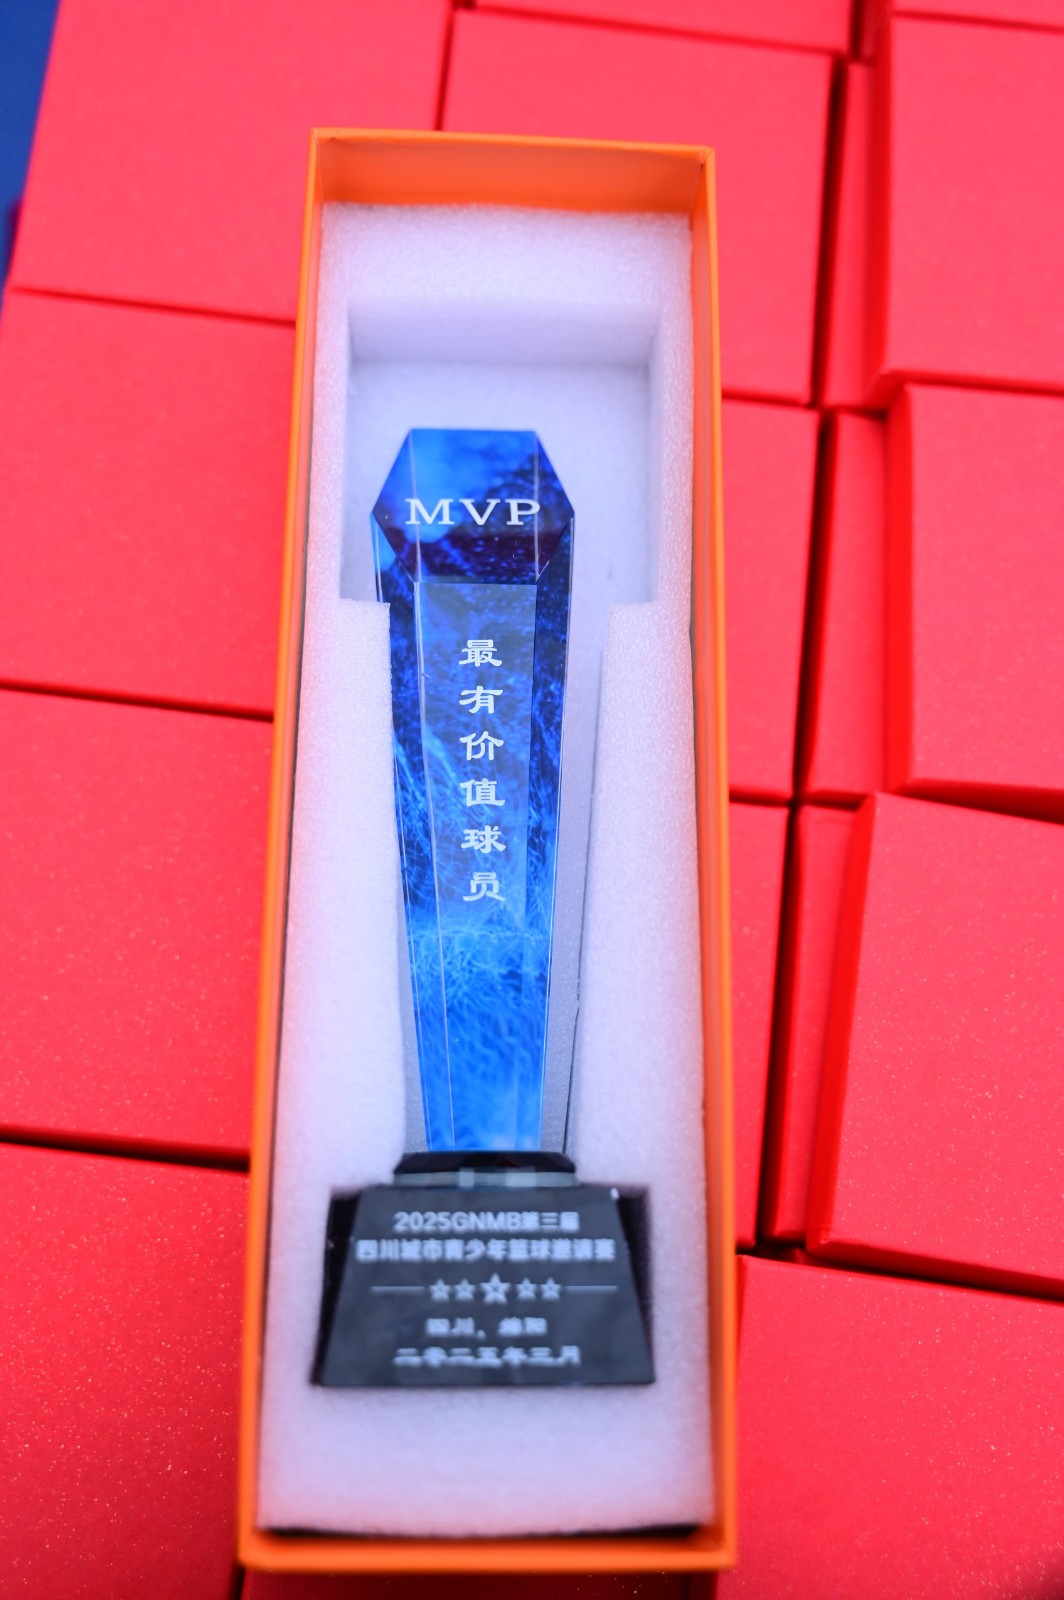 MVP
最有价值球员
2025GNMB第三届
四川城市青少年篮球邀请赛
四川、绵阳
二零二五年三月